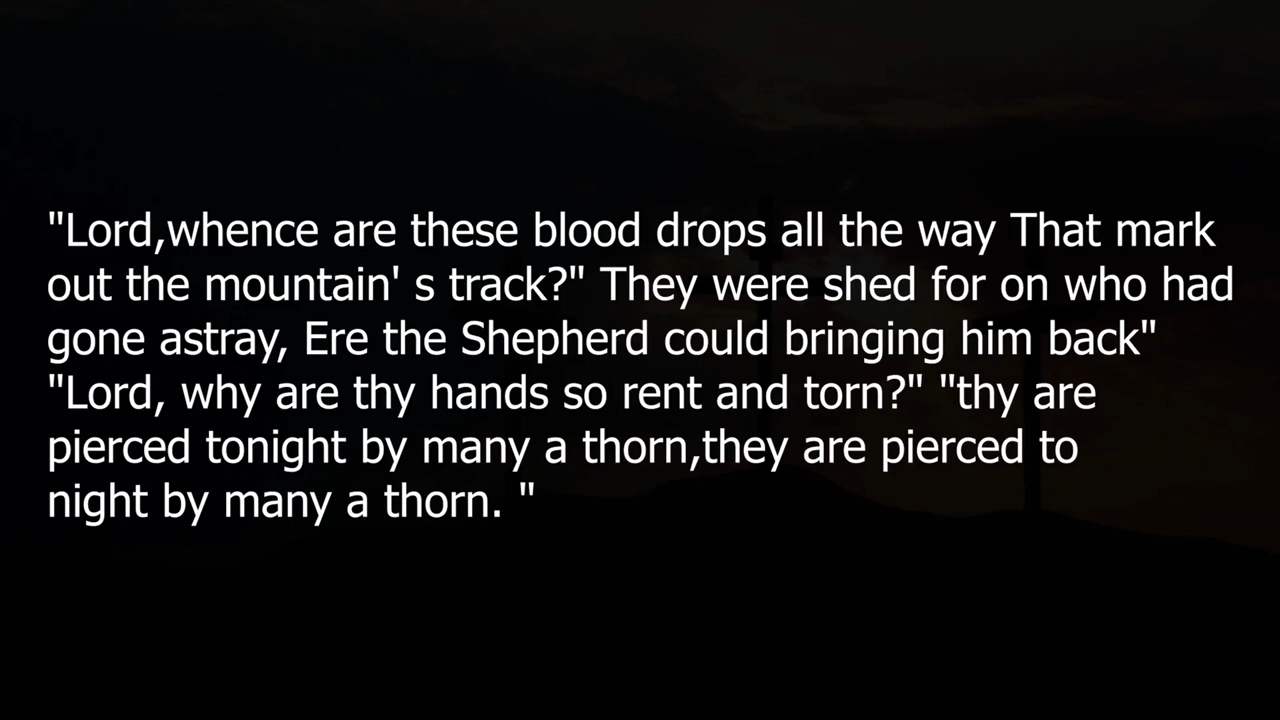 "Lord,whence are these blood drops all the way That mark
out the mountain' s track?" They were shed for on who had
gone astray, Ere the Shepherd could bringing him back"
"Lord, why are thy hands so rent and torn?" "thy are
pierced tonight by many a thorn,they are pierced to
night by many a thorn. "